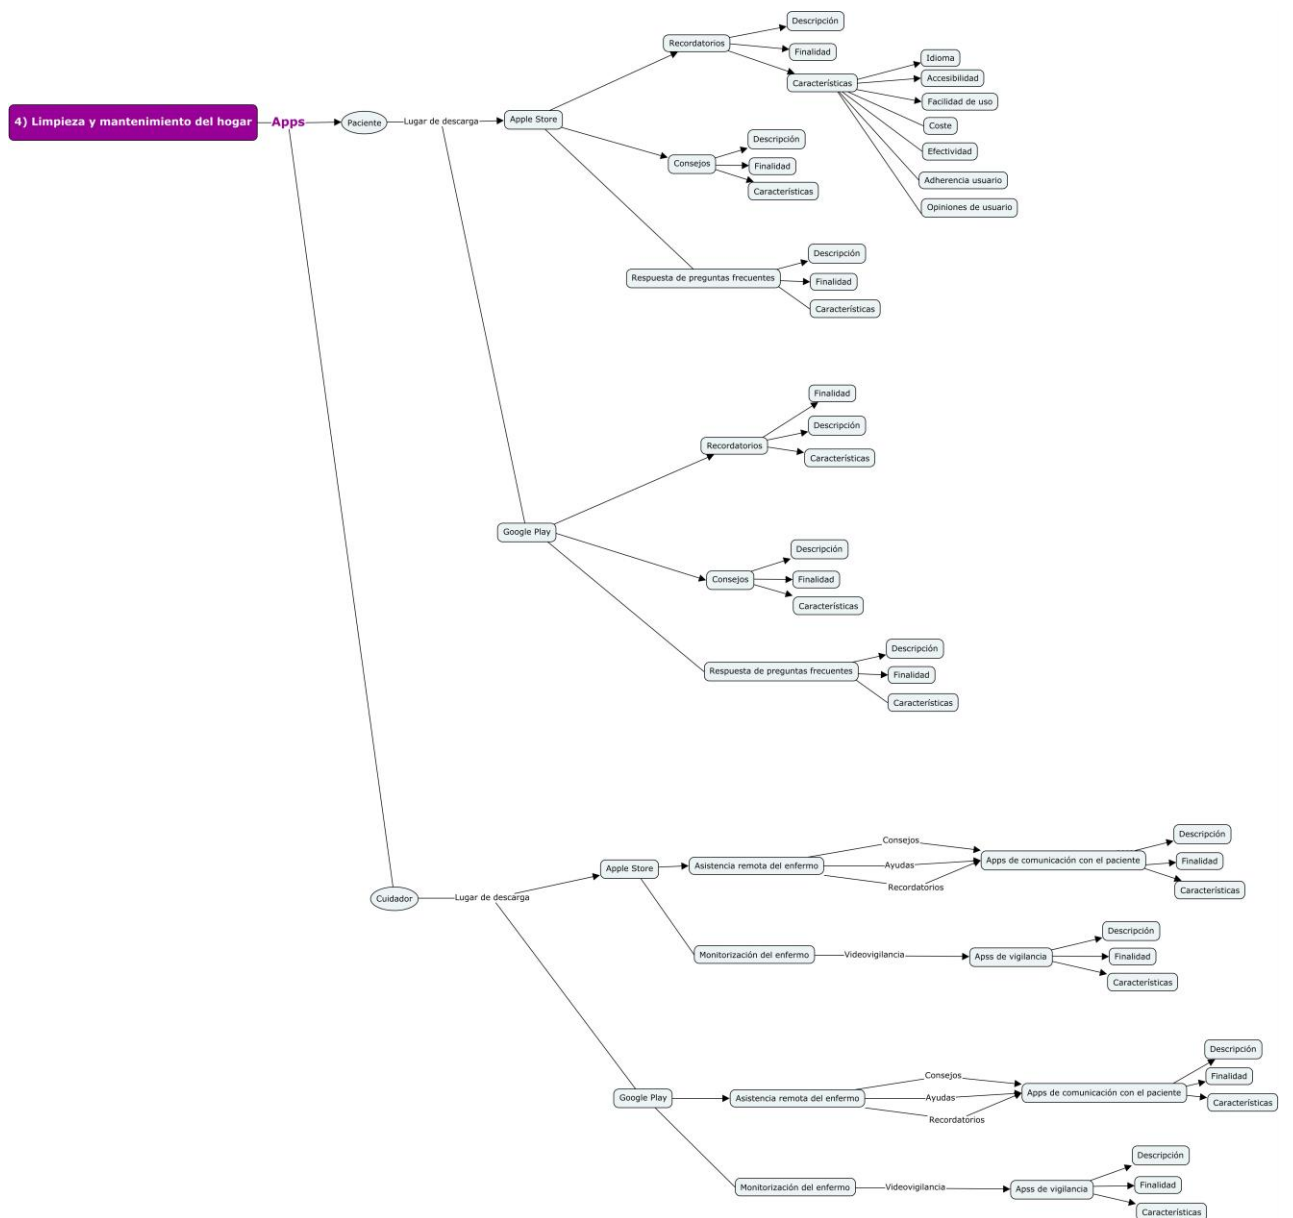 Descripción
Recordatorios
Finalidad
Idioma
Accesibilidad
Características
Facilidad de uso
4) Limpieza y mantenimiento del hogar
Apps
Paciente
Lugar de descarga
Apple Store
Coste
Descripción
Efectividad
Consejos
Finalidad
Adherencia usuario
Características
Opiniones de usuario
Descripción
Respuesta de preguntas frecuentes
Finalidad
Características
Finalidad
Descripción
Recordatorios
Características
Google Play
Descripción
Consejos
Finalidad
Características
Descripción
Respuesta de preguntas frecuentes
Finalidad
Características
Descripción
Consejos
Apps de comunicación con el paciente
Finalidad
Apple Store
Asistencia remota del enfermo
Ayudas
Recordatorios
Características
Cuidador
Lugar de descarga
Descripción
Monitorización del enfermo
Videovigilancia
Apss de vigilancia
Finalidad
Características
Descripción
Consejos
Finalidad
Google Play
Asistencia remota del enfermo
Ayudas
Apps de comunicación con el paciente
Características
Recordatorios
Descripción
Monitorización del enfermo
Videovigilancia
Apss de vigilancia
Finalidad
Características